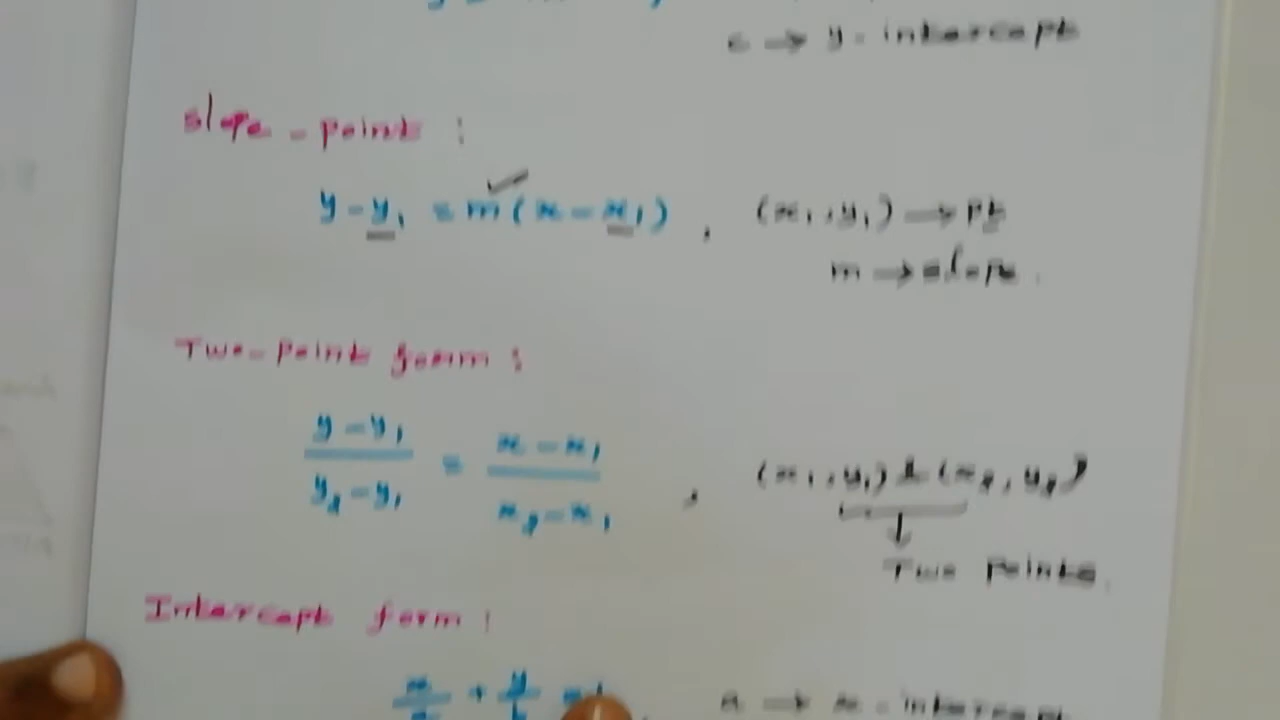 c → y-intercept
slope-point :
y - y₁ = m(x - x₁) , (x₁, y₁) → pt
m → slope.
Two-point form :
(y - y₁)/(y₂ - y₁) = (x - x₁)/(x₂ - x₁) , (x₁, y₁) & (x₂, y₂)
Two points.
Intercept form :
x/a + y/b = 1 , a → x-intercept